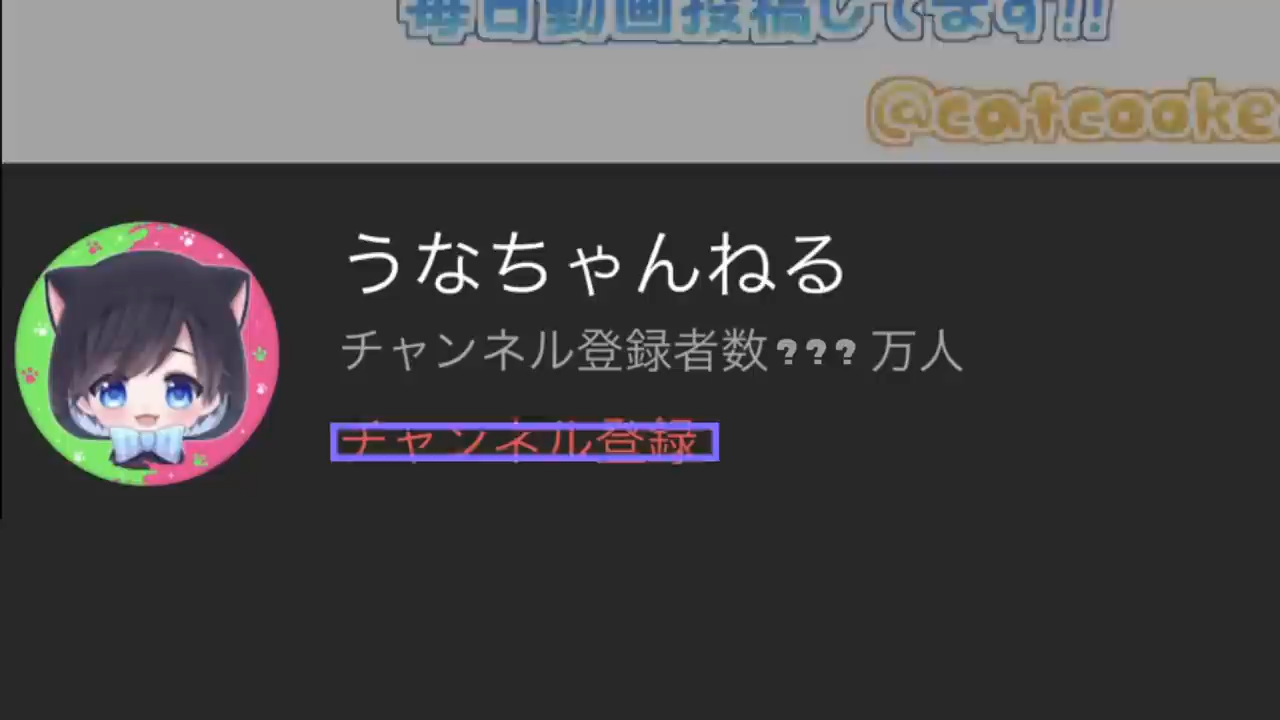 毎日動画投稿してます!!
@catcooke
うなちゃんねる
チャンネル登録者数??? 万人
チャンネル登録